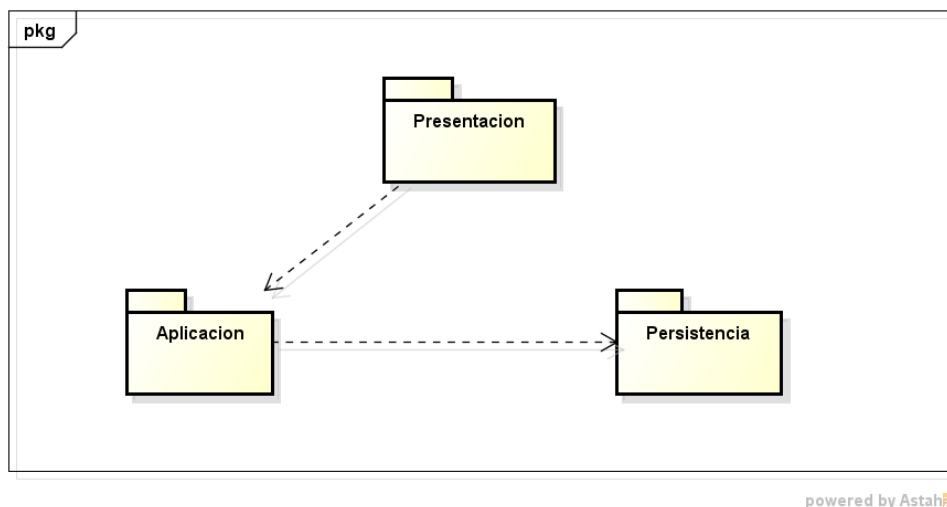 pkg
Presentacion
Aplicacion
Persistencia
powered by Astah